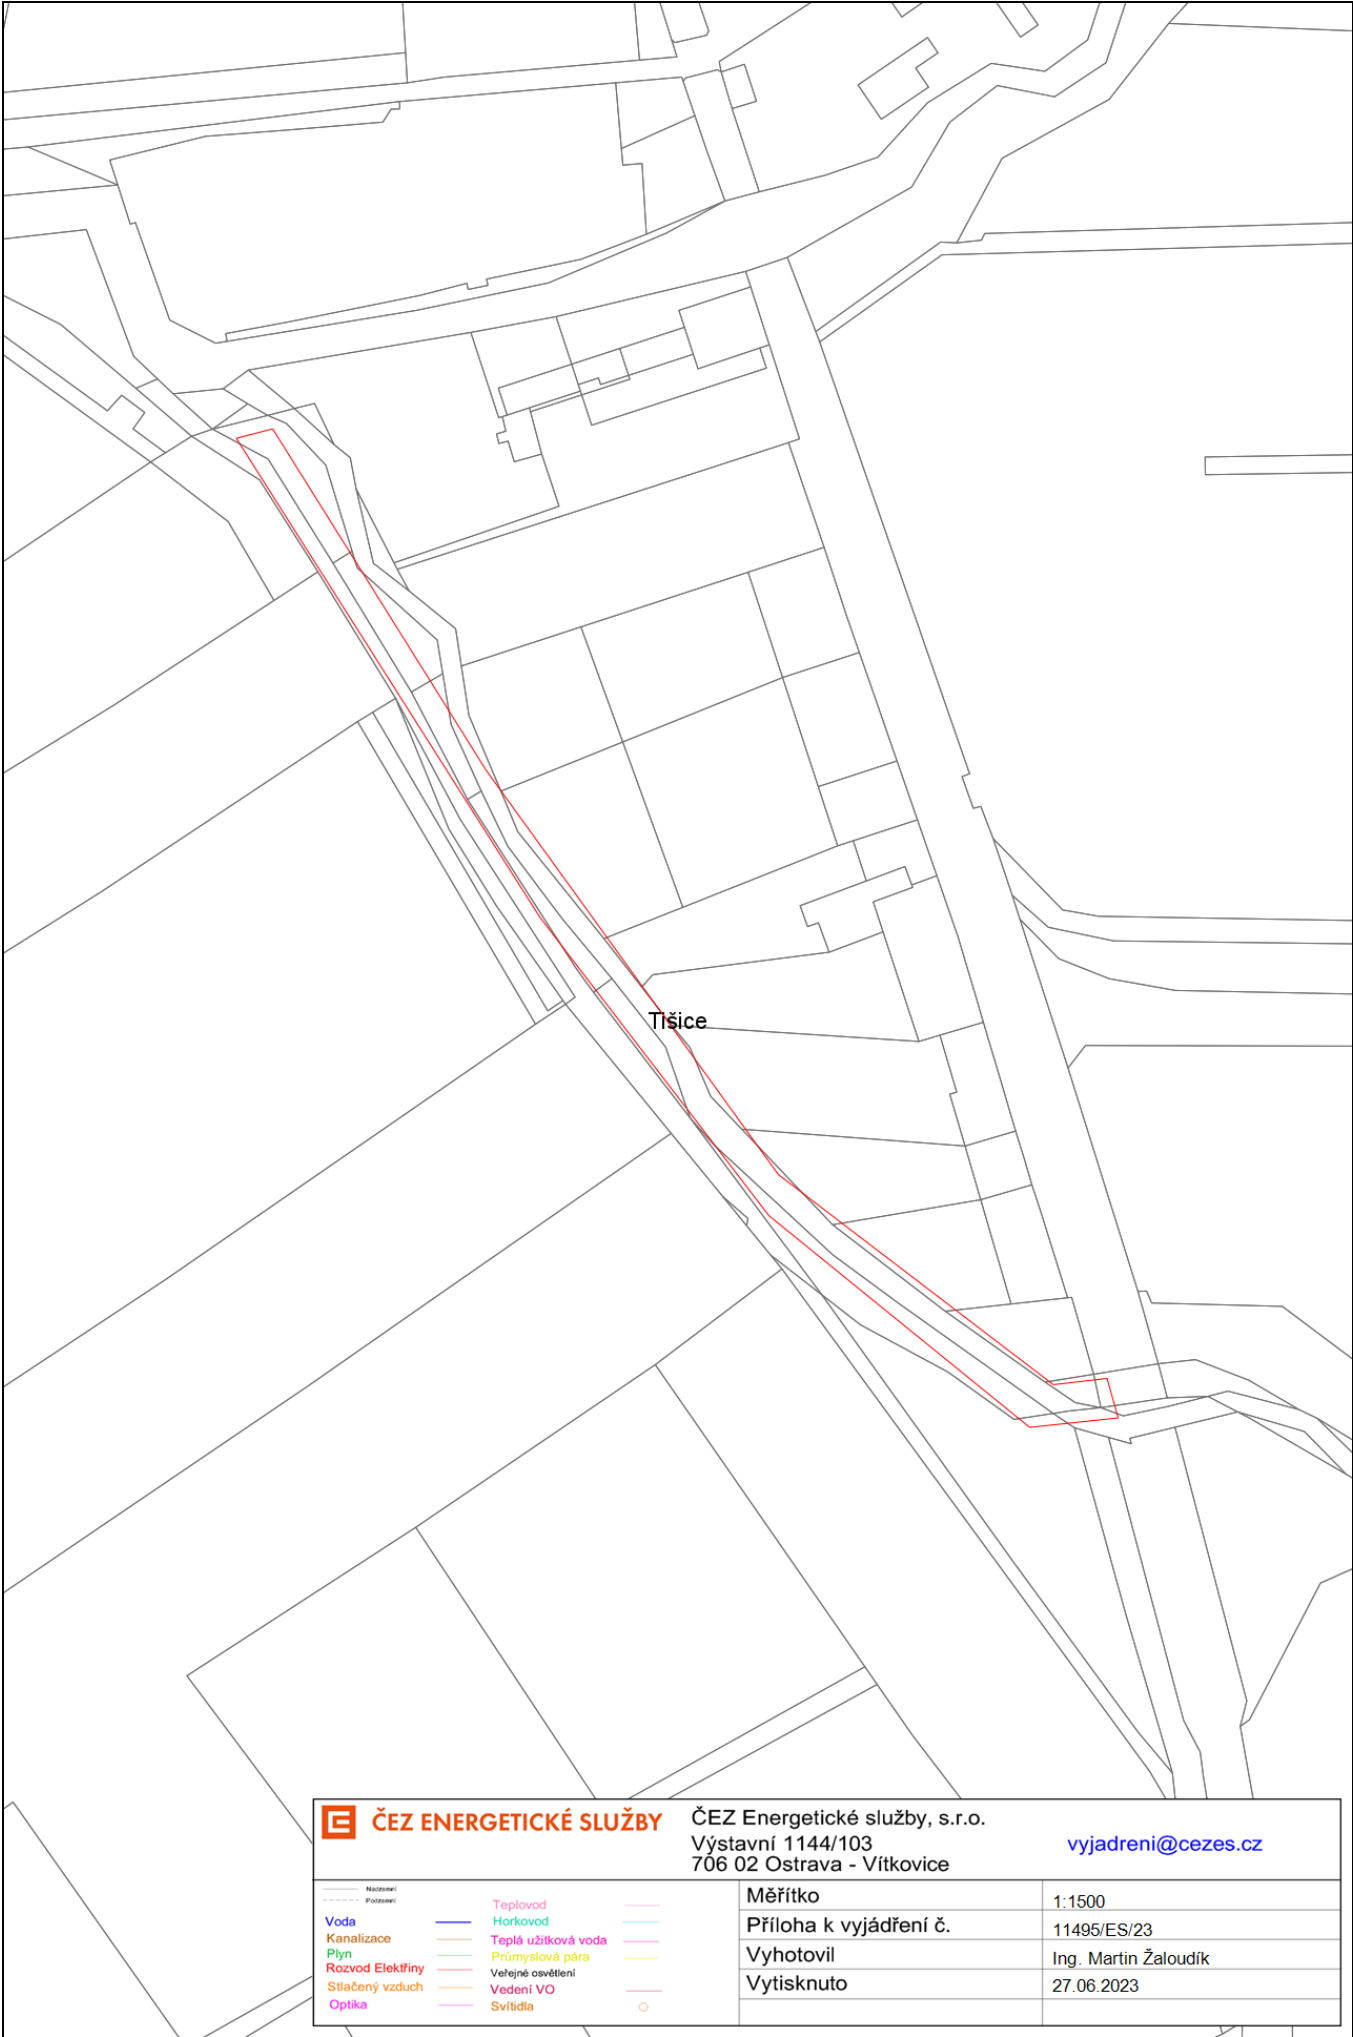 Tišice
ČEZ ENERGETICKÉ SLUŽBY
ČEZ Energetické služby, s.r.o.
Výstavní 1144/103
706 02 Ostrava - Vítkovice
vyjadreni@cezes.cz
Nadzemní
Podzemní
Voda
Kanalizace
Plyn
Rozvod Elektřiny
Stlačený vzduch
Optika
Teplovod
Horkovod
Teplá užitková voda
Průmyslová pára
Veřejné osvětlení
Vedení VO
Svítidla
Měřítko 1:1500
Příloha k vyjádření č. 11495/ES/23
Vyhotovil Ing. Martin Žaloudík
Vytisknuto 27.06.2023